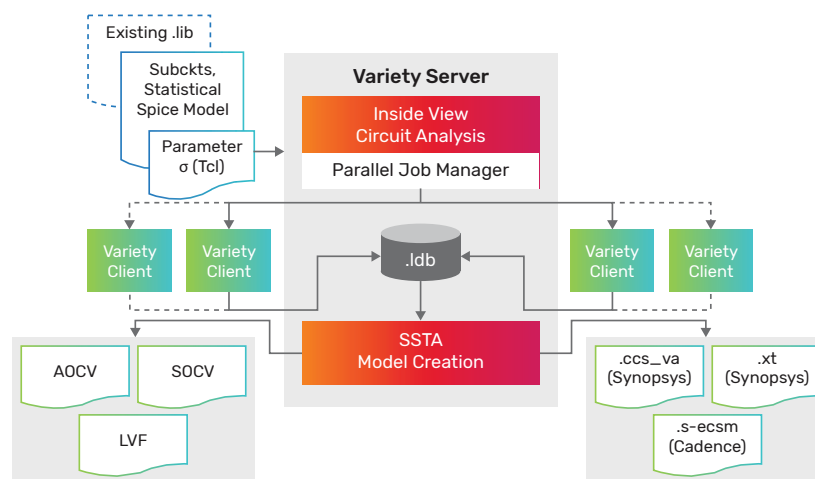 Existing .lib
Subckts,
Statistical
Spice Model
Parameter
σ (Tcl)
Variety Server
Inside View
Circuit Analysis
Parallel Job Manager
Variety
Client
Variety
Client
.ldb
Variety
Client
Variety
Client
SSTA
Model Creation
AOCV
SOCV
LVF
.ccs_va
(Synopsys)
.xt
(Synopsys)
.s-ecsm
(Cadence)